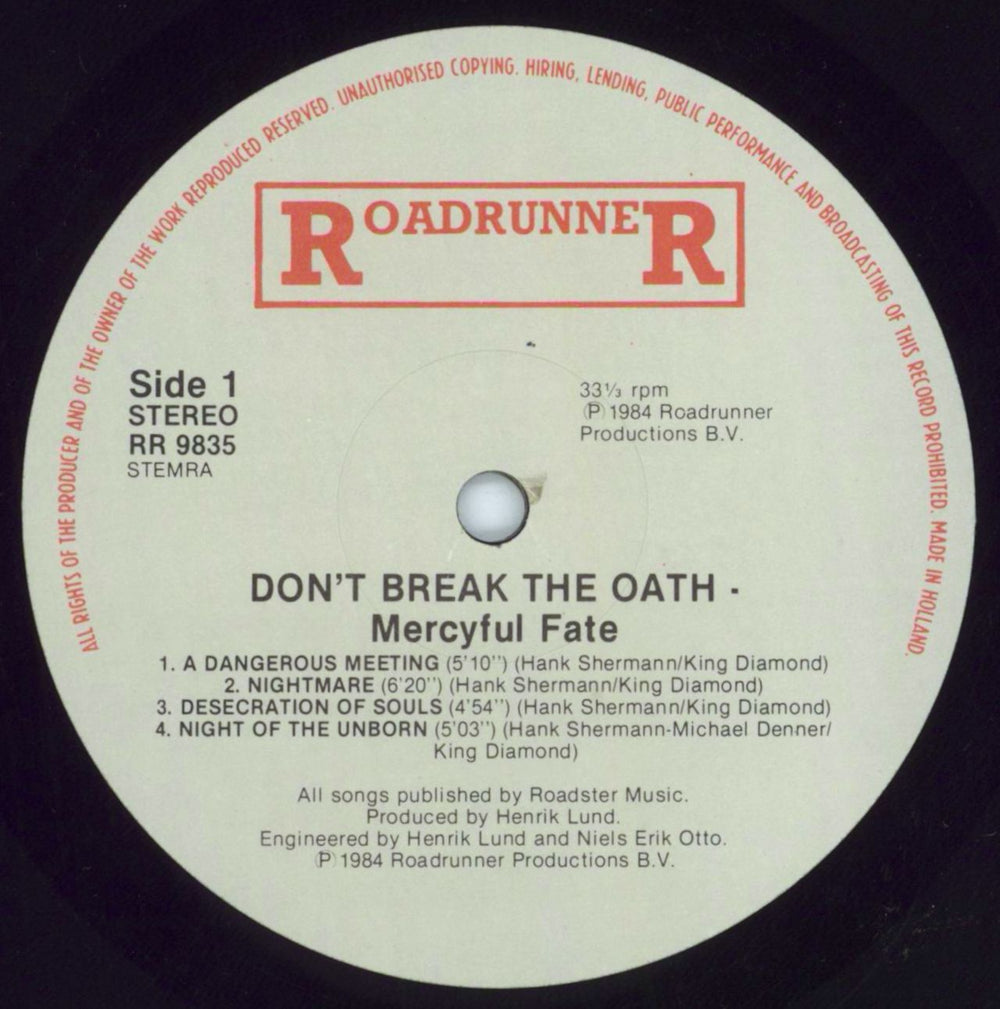 ALL RIGHTS OF THE PRODUCER AND OF THE OWNER OF THE WORK REPRODUCED RESERVED. UNAUTHORISED COPYING. HIRING, LENDING, PUBLIC PERFORMANCE AND BROADCASTING OF THIS RECORD PROHIBITED. MADE IN HOLLAND.
ROADRUNNER
Side 1
STEREO
RR 9835
STEMRA
33⅓ rpm
Ⓟ 1984 Roadrunner
Productions B.V.
DON'T BREAK THE OATH -
Mercyful Fate
1. A DANGEROUS MEETING (5'10'') (Hank Shermann/King Diamond)
2. NIGHTMARE (6'20'') (Hank Shermann/King Diamond)
3. DESECRATION OF SOULS (4'54'') (Hank Shermann/King Diamond)
4. NIGHT OF THE UNBORN (5'03'') (Hank Shermann-Michael Denner/
King Diamond)
All songs published by Roadster Music.
Produced by Henrik Lund.
Engineered by Henrik Lund and Niels Erik Otto.
Ⓟ 1984 Roadrunner Productions B.V.